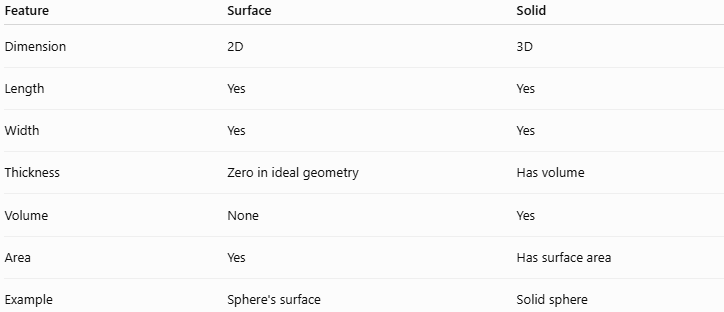 Feature Surface Solid
Dimension 2D 3D
Length Yes Yes
Width Yes Yes
Thickness Zero in ideal geometry Has volume
Volume None Yes
Area Yes Has surface area
Example Sphere's surface Solid sphere